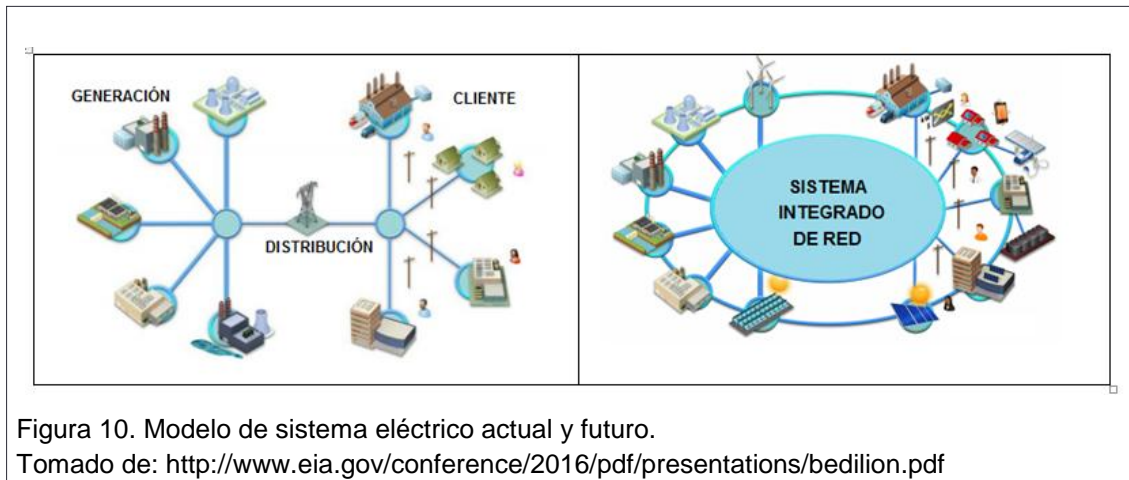 GENERACIÓN
CLIENTE
DISTRIBUCIÓN
SISTEMA
INTEGRADO
DE RED
Figura 10. Modelo de sistema eléctrico actual y futuro.
Tomado de: http://www.eia.gov/conference/2016/pdf/presentations/bedilion.pdf